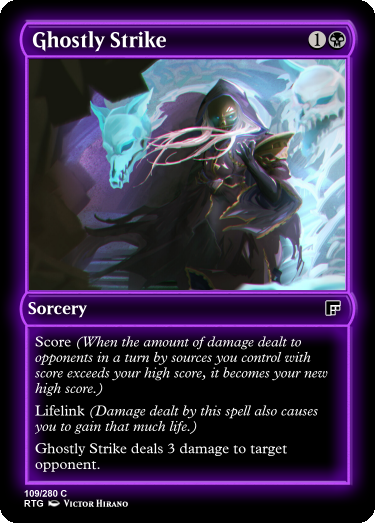 Ghostly Strike 1
Sorcery
Score (When the amount of damage dealt to
opponents in a turn by sources you control with
score exceeds your high score, it becomes your new
high score.)
Lifelink (Damage dealt by this spell also causes
you to gain that much life.)
Ghostly Strike deals 3 damage to target
opponent.
109/280 C
RTG Victor Hirano